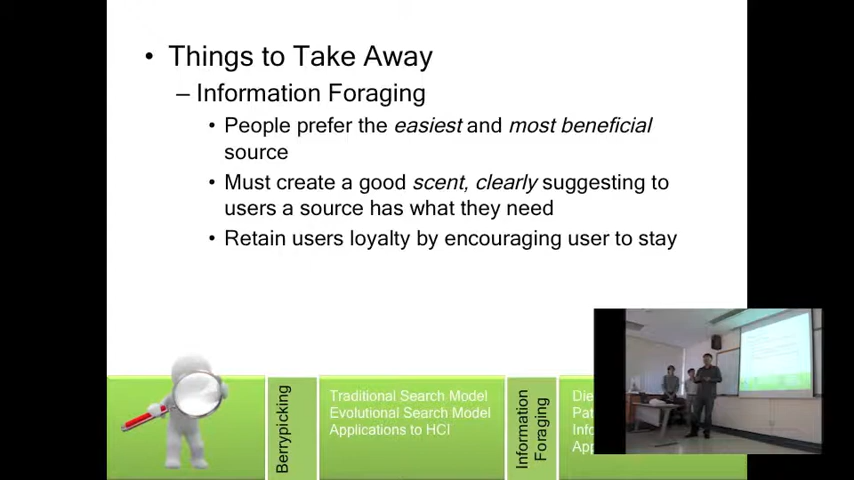 • Things to Take Away
– Information Foraging
• People prefer the easiest and most beneficial
source
• Must create a good scent, clearly suggesting to
users a source has what they need
• Retain users loyalty by encouraging user to stay
Berrypicking
Traditional Search Model
Evolutional Search Model
Applications to HCI
Information
Foraging